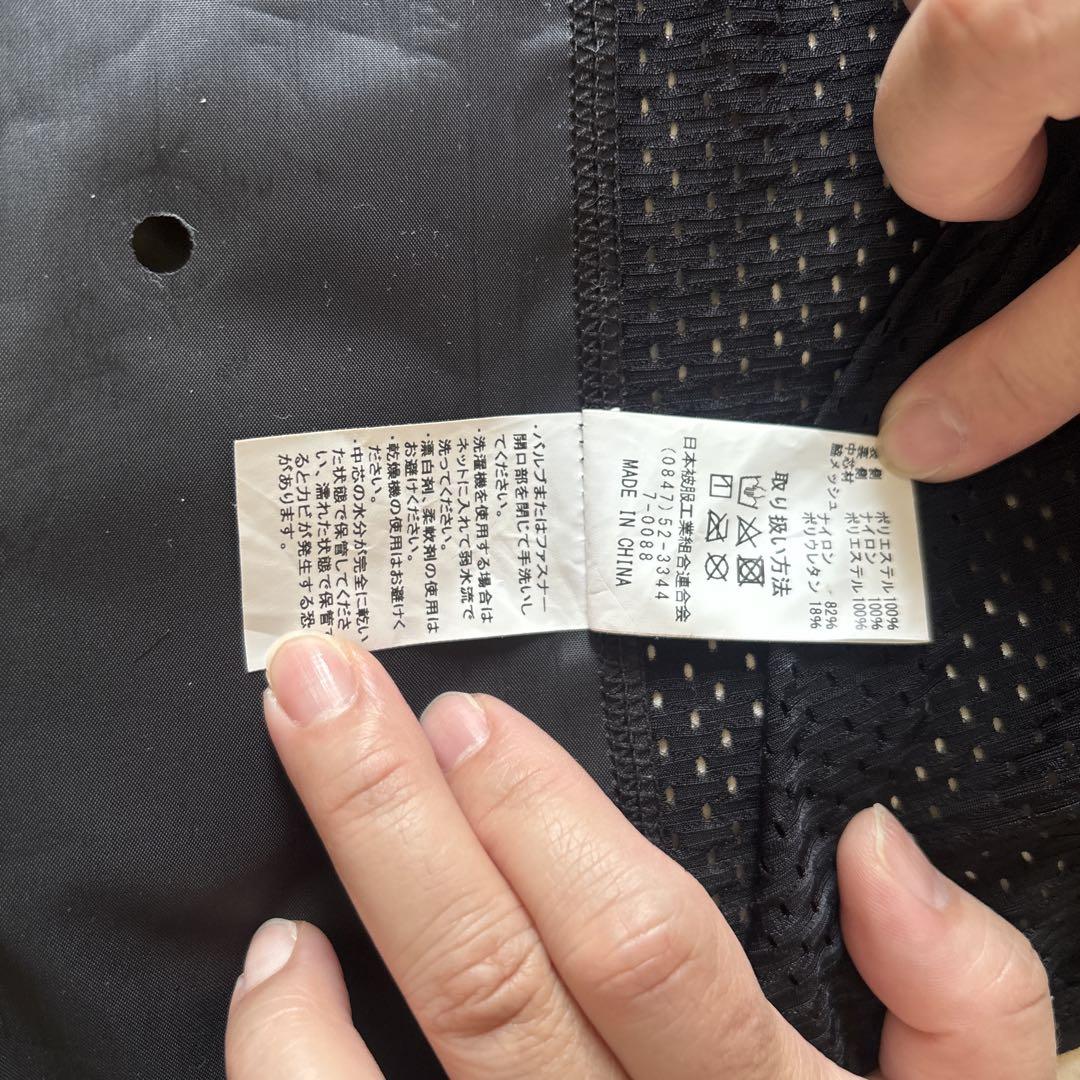 表 側 ポリエステル 100%
裏 側 ナイロン 100%
中芯材 ポリエステル 100%
脇メッシュ ナイロン 82%
ポリウレタン 18%
取り扱い方法
日本被服工業組合連合会
(0847)52-3344
7-0088
MADE IN CHINA
・バルブまたはファスナー
開口部を閉じて手洗いし
てください。
・洗濯機を使用する場合は
ネットに入れて弱水流で
洗ってください。
・漂白剤、柔軟剤の使用は
お避けください。
・乾燥機の使用はお避けく
ださい。
・中芯の水分が完全に乾い
た状態で保管してくださ
い。濡れた状態で保管す
るとカビが発生する恐
があります。